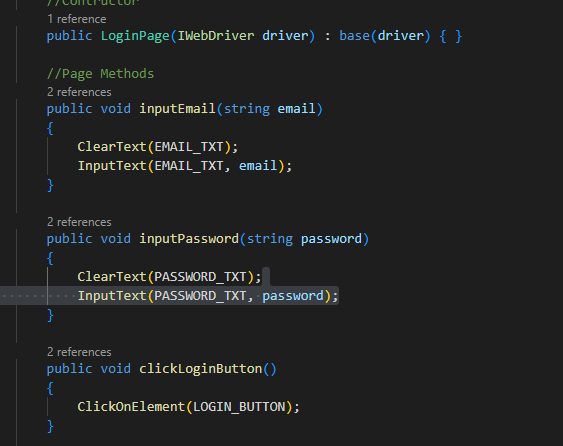 //Contructor
1 reference
public LoginPage(IWebDriver driver) : base(driver) { }
//Page Methods
2 references
public void inputEmail(string email)
{
ClearText(EMAIL_TXT);
InputText(EMAIL_TXT, email);
}
2 references
public void inputPassword(string password)
{
ClearText(PASSWORD_TXT);
InputText(PASSWORD_TXT, password);
}
2 references
public void clickLoginButton()
{
ClickOnElement(LOGIN_BUTTON);
}